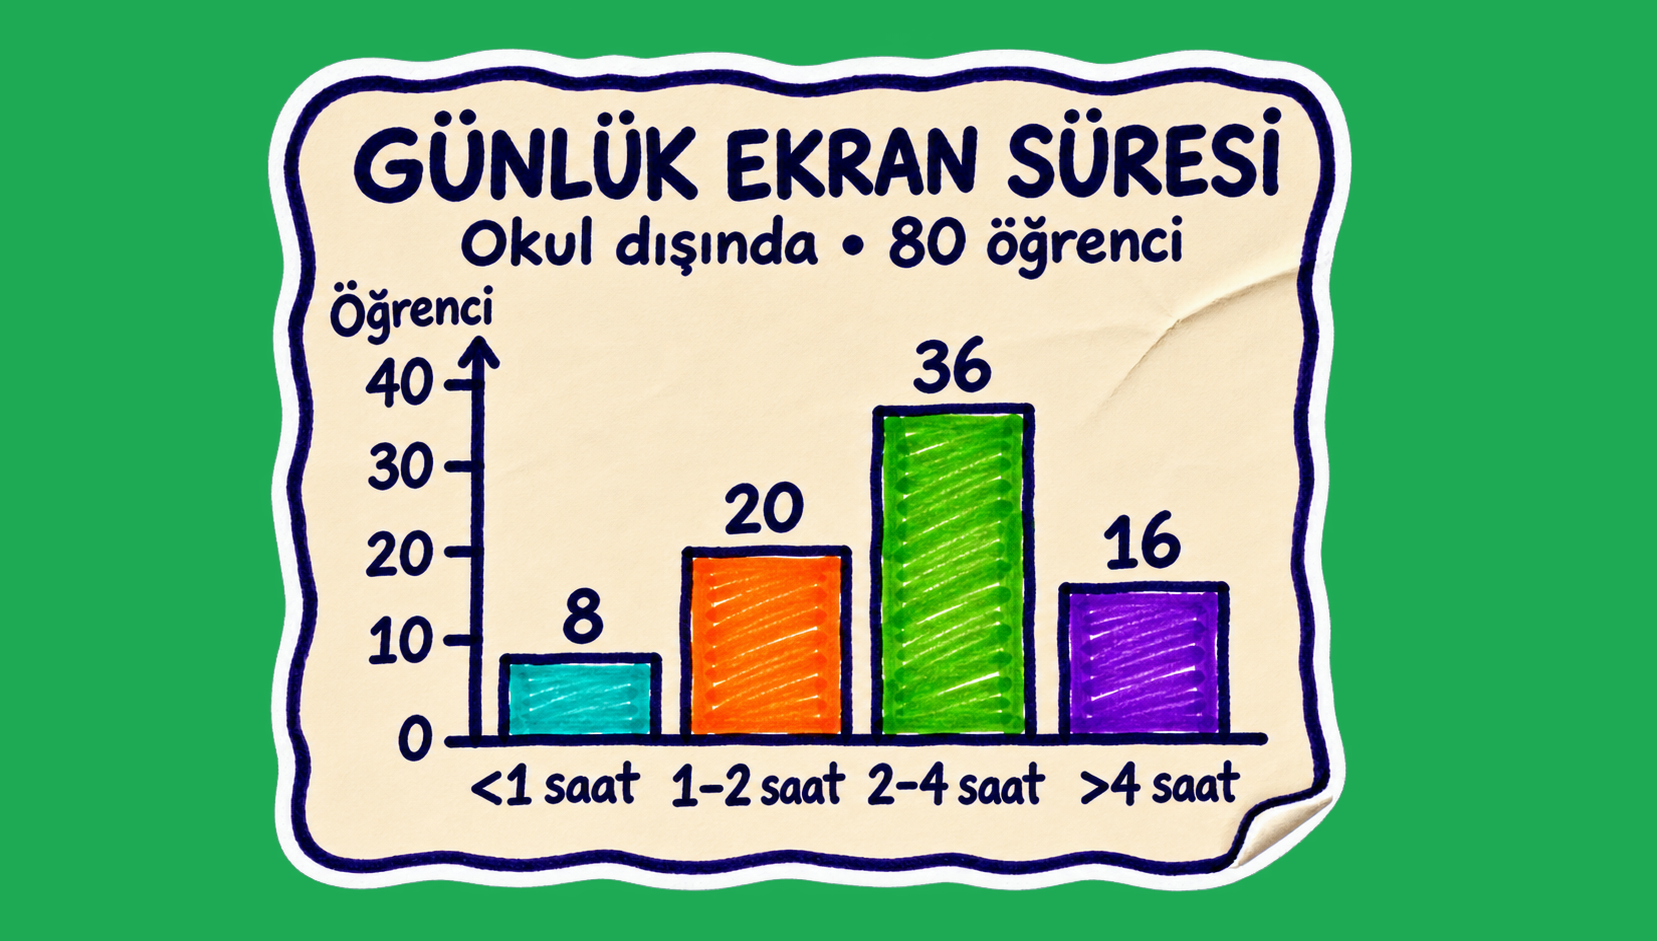 GÜNLÜK EKRAN SÜRESİ
Okul dışında • 80 öğrenci
Öğrenci
40
30
20
10
0
8
20
36
16
<1 saat
1-2 saat
2-4 saat
>4 saat